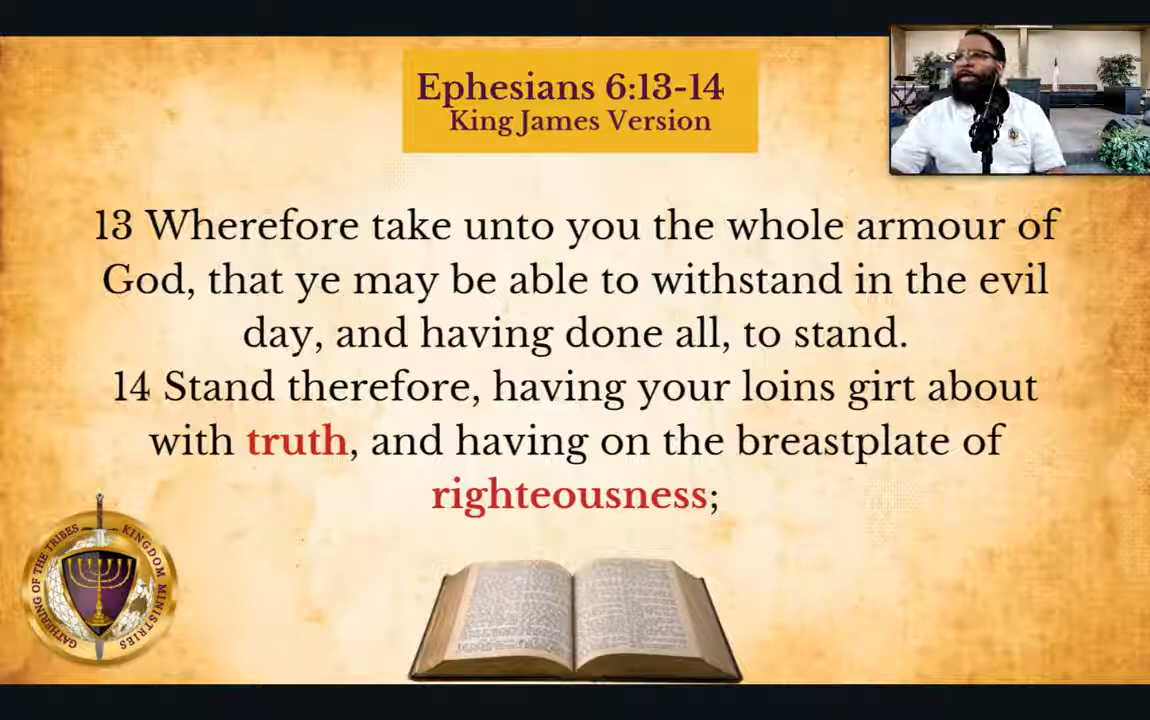 Ephesians 6:13-14
King James Version
13 Wherefore take unto you the whole armour of
God, that ye may be able to withstand in the evil
day, and having done all, to stand.
14 Stand therefore, having your loins girt about
with truth, and having on the breastplate of
righteousness;
GATHERING OF THE TRIBES
KINGDOM MINISTRIES